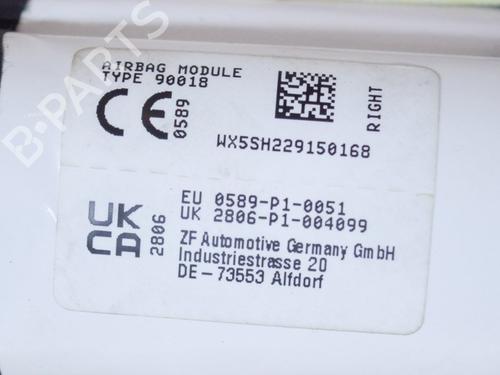 AIRBAG MODULE
TYPE 90018
CE
0589
RIGHT
WX5SH229150168
UK
CA
2806
EU 0589-P1-0051
UK 2806-P1-004099
ZF Automotive Germany GmbH
Industriestrasse 20
DE-73553 Alfdorf
B-PARTS